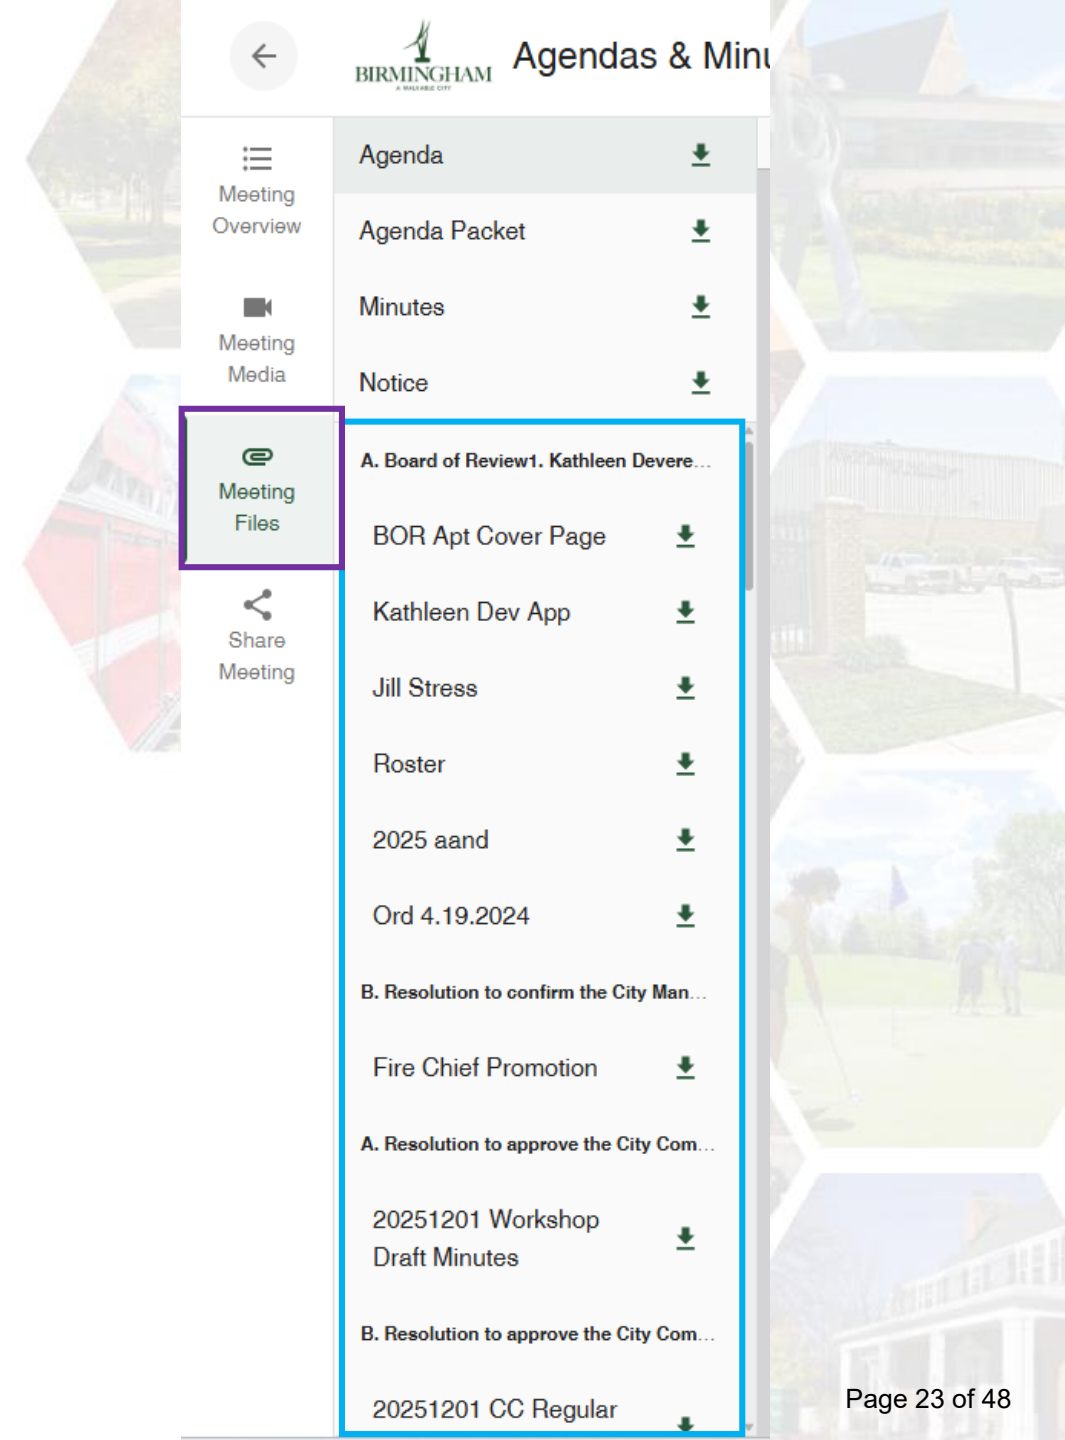 BIRMINGHAM
A WALKABLE CITY
Agendas & Minu
Meeting
Overview
Meeting
Media
Meeting
Files
Share
Meeting
Agenda
Agenda Packet
Minutes
Notice
A. Board of Review1. Kathleen Devere...
BOR Apt Cover Page
Kathleen Dev App
Jill Stress
Roster
2025 aand
Ord 4.19.2024
B. Resolution to confirm the City Man...
Fire Chief Promotion
A. Resolution to approve the City Com...
20251201 Workshop
Draft Minutes
B. Resolution to approve the City Com...
20251201 CC Regular
Page 23 of 48